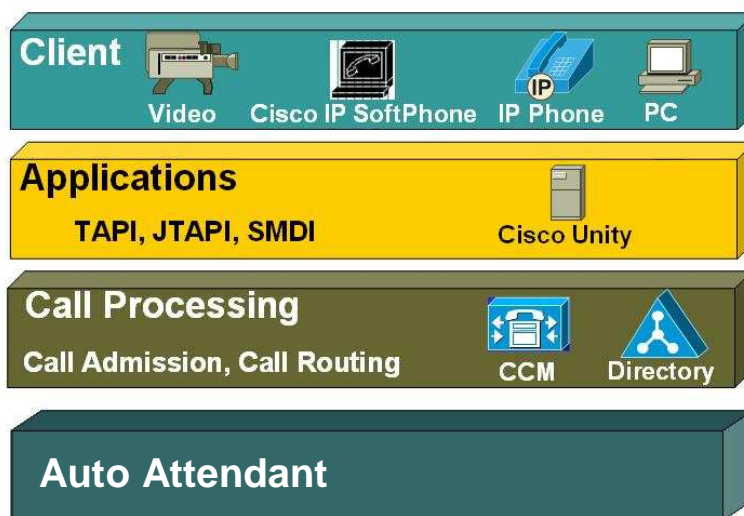 Client
Video Cisco IP SoftPhone IP IP Phone PC
Applications
TAPI, JTAPI, SMDI Cisco Unity
Call Processing
Call Admission, Call Routing CCM Directory
Auto Attendant